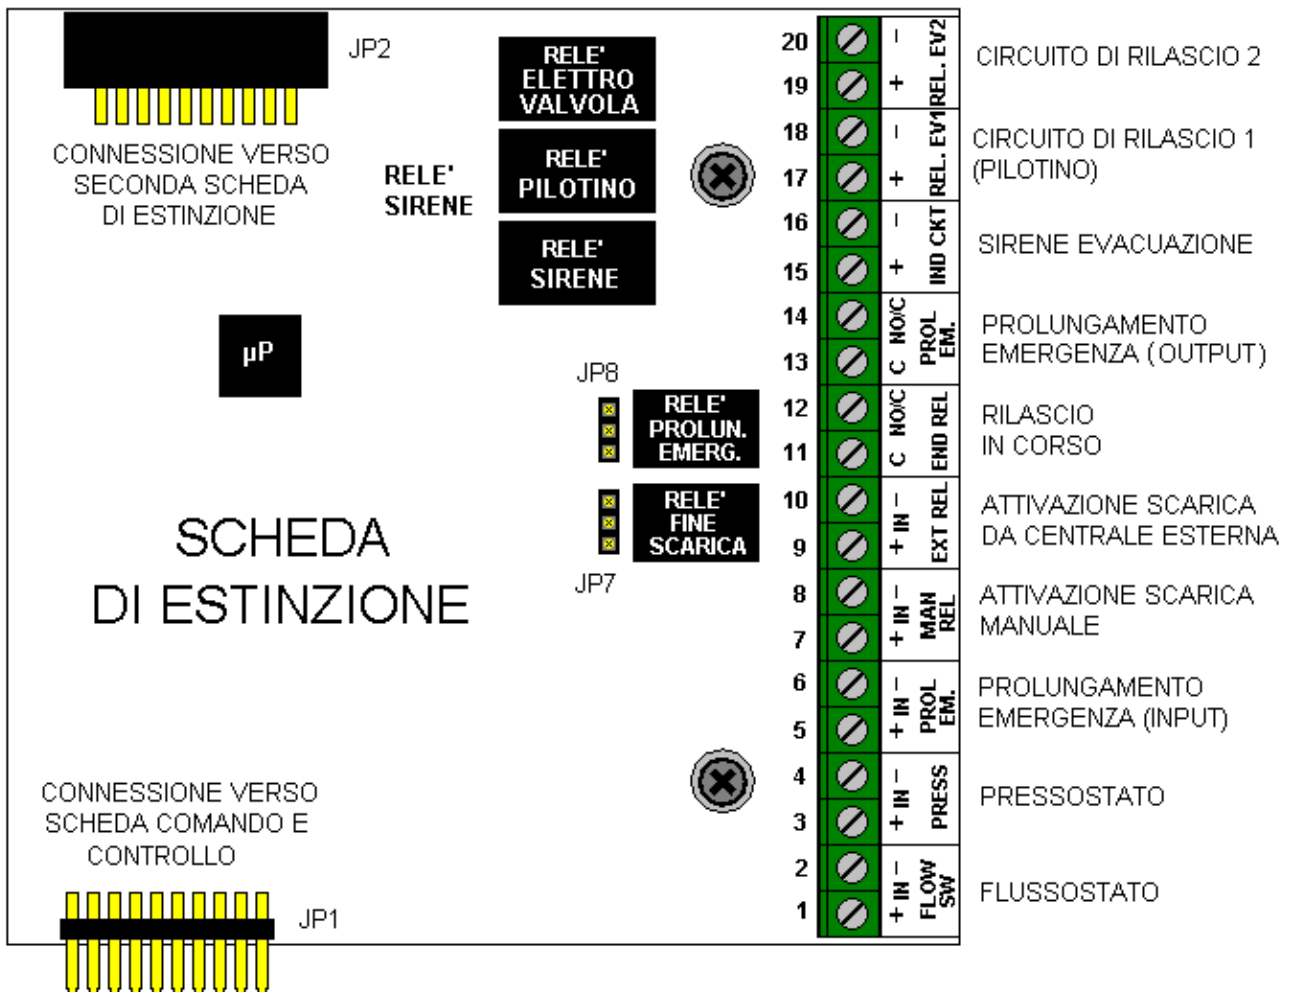 JP2
CONNESSIONE VERSO
SECONDA SCHEDA
DI ESTINZIONE
RELE'
SIRENE
RELE'
ELETTRO
VALVOLA
RELE'
PILOTINO
RELE'
SIRENE
µP
JP8
RELE'
PROLUN.
EMERG.
RELE'
FINE
SCARICA
JP7
SCHEDA
DI ESTINZIONE
CONNESSIONE VERSO
SCHEDA COMANDO E
CONTROLLO
JP1
20 –
19 +
REL. EV2
CIRCUITO DI RILASCIO 2
18 –
17 +
REL. EV1
CIRCUITO DI RILASCIO 1
(PILOTINO)
16 –
15 +
IND CKT
SIRENE EVACUAZIONE
14 NO/C
13 C
PROL
EM.
PROLUNGAMENTO
EMERGENZA (OUTPUT)
12 NO/C
11 C
END REL
RILASCIO
IN CORSO
10
9
+ IN –
EXT REL
ATTIVAZIONE SCARICA
DA CENTRALE ESTERNA
8
7
+ IN –
MAN
REL
ATTIVAZIONE SCARICA
MANUALE
6
5
+ IN –
PROL
EM.
PROLUNGAMENTO
EMERGENZA (INPUT)
4
3
+ IN –
PRESS
PRESSOSTATO
2
1
+ IN –
FLOW
SW
FLUSSOSTATO